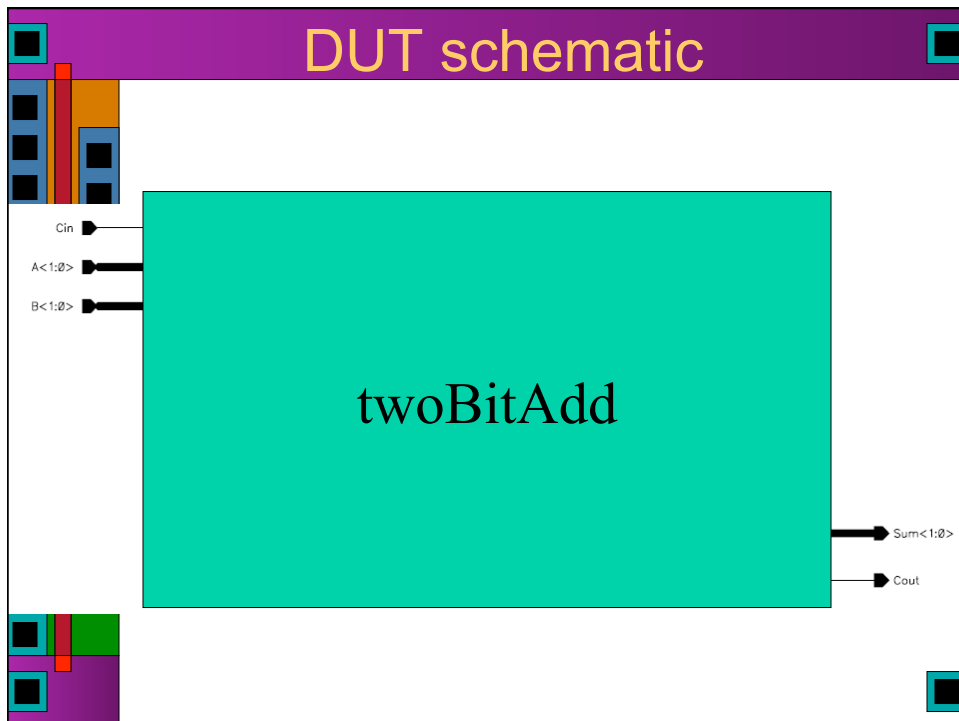 DUT schematic
Cin
A<1:0>
B<1:0>
twoBitAdd
Sum<1:0>
Cout